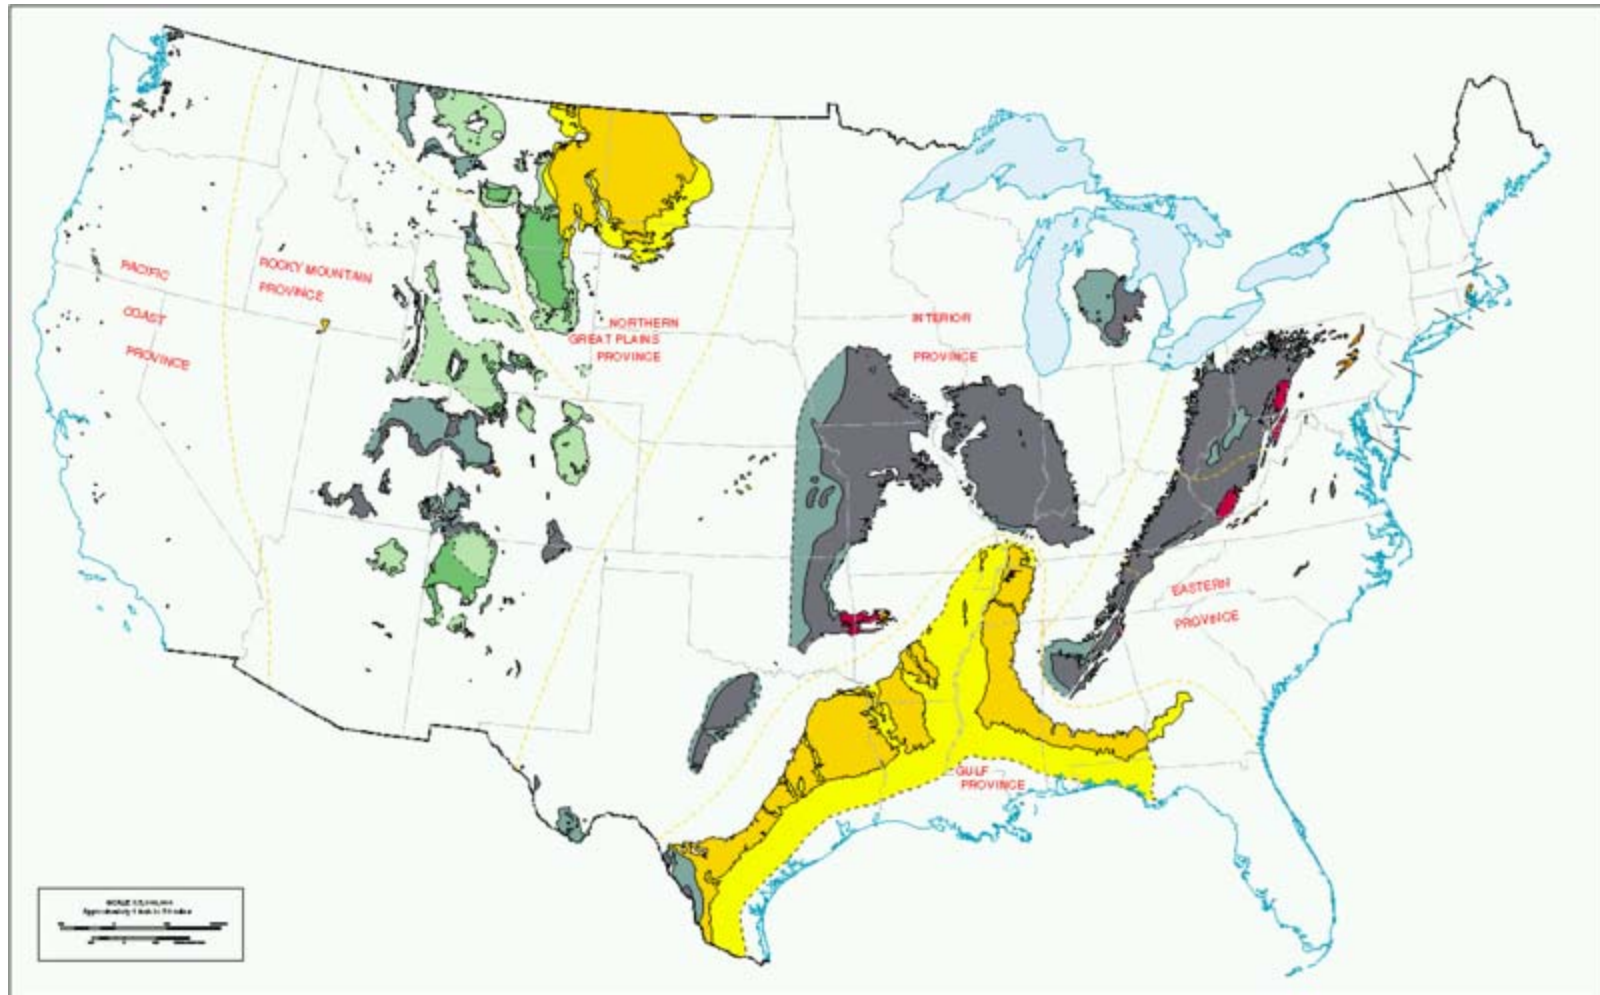 PACIFIC
COAST
PROVINCE
ROCKY MOUNTAIN
PROVINCE
NORTHERN
GREAT PLAINS
PROVINCE
INTERIOR
PROVINCE
EASTERN
PROVINCE
GULF
PROVINCE